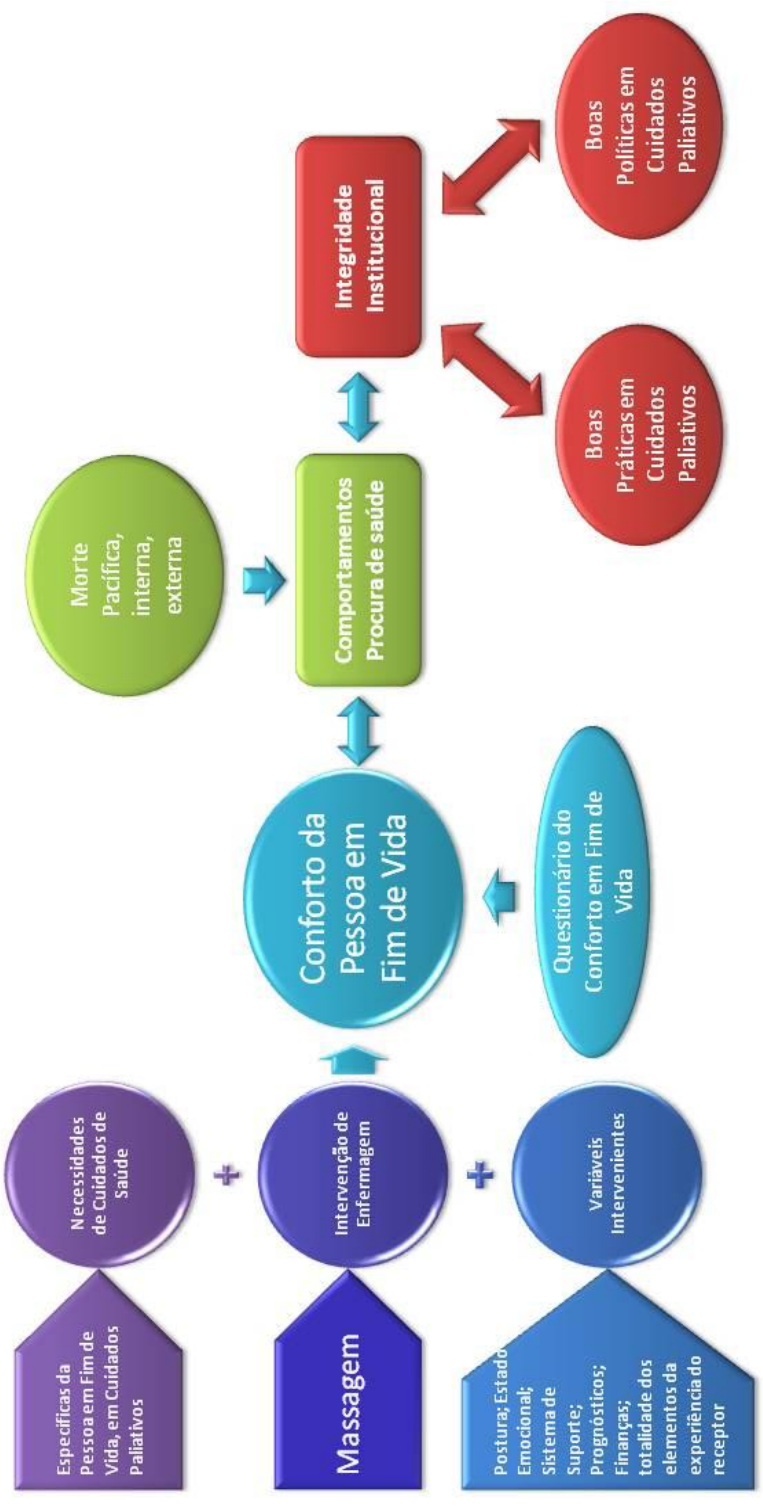 Específicas da
Pessoa em Fim de
Vida, em Cuidados
Paliativos
Necessidades
de Cuidados de
Saúde
+
Massagem
Intervenção de
Enfermagem
+
Postura; Estado
Emocional;
Sistema de
Suporte;
Prognósticos;
Finanças;
totalidade dos
elementos da
experiência do
receptor
Variáveis
Intervenientes
Conforto da
Pessoa em
Fim de Vida
Questionário do
Conforto em Fim de
Vida
Morte
Pacífica,
interna,
externa
Comportamentos
Procura de saúde
Integridade
Institucional
Boas
Práticas em
Cuidados
Paliativos
Boas
Políticas em
Cuidados
Paliativos